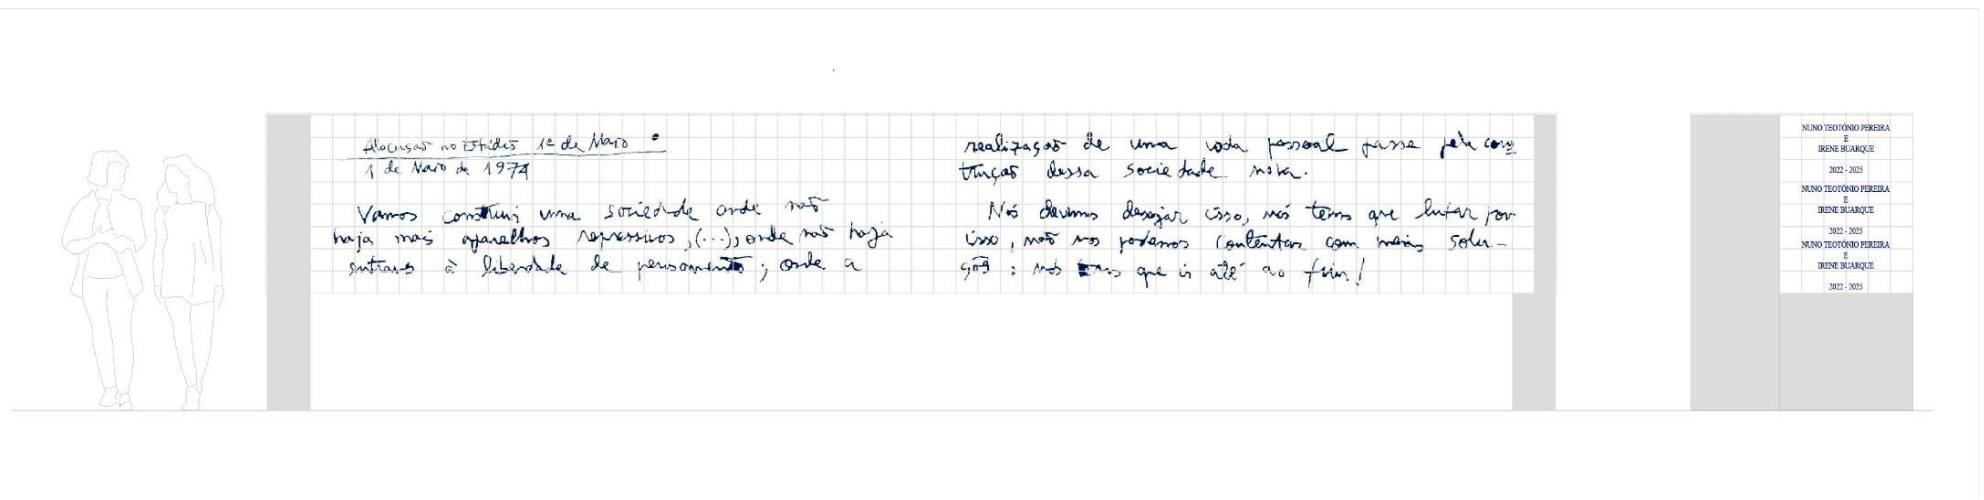 Alocução no Estádio 1º de Maio
1 de Maio de 1974
Vamos construir uma sociedade onde não
haja mais aparelhos repressivos, (...), onde não haja
entraves à liberdade de pensamento; onde a
realização de uma vida pessoal passe pela cons
trução dessa sociedade nova.
Nós devemos desejar isso, nós temos que lutar por
isso, não nos podemos contentar com meias solu-
ções: nós temos que ir até ao fim!
NUNO TEOTÓNIO PEREIRA
E
IRENE BUARQUE
2022 - 2025
NUNO TEOTÓNIO PEREIRA
E
IRENE BUARQUE
2022 - 2025
NUNO TEOTÓNIO PEREIRA
E
IRENE BUARQUE
2022 - 2025